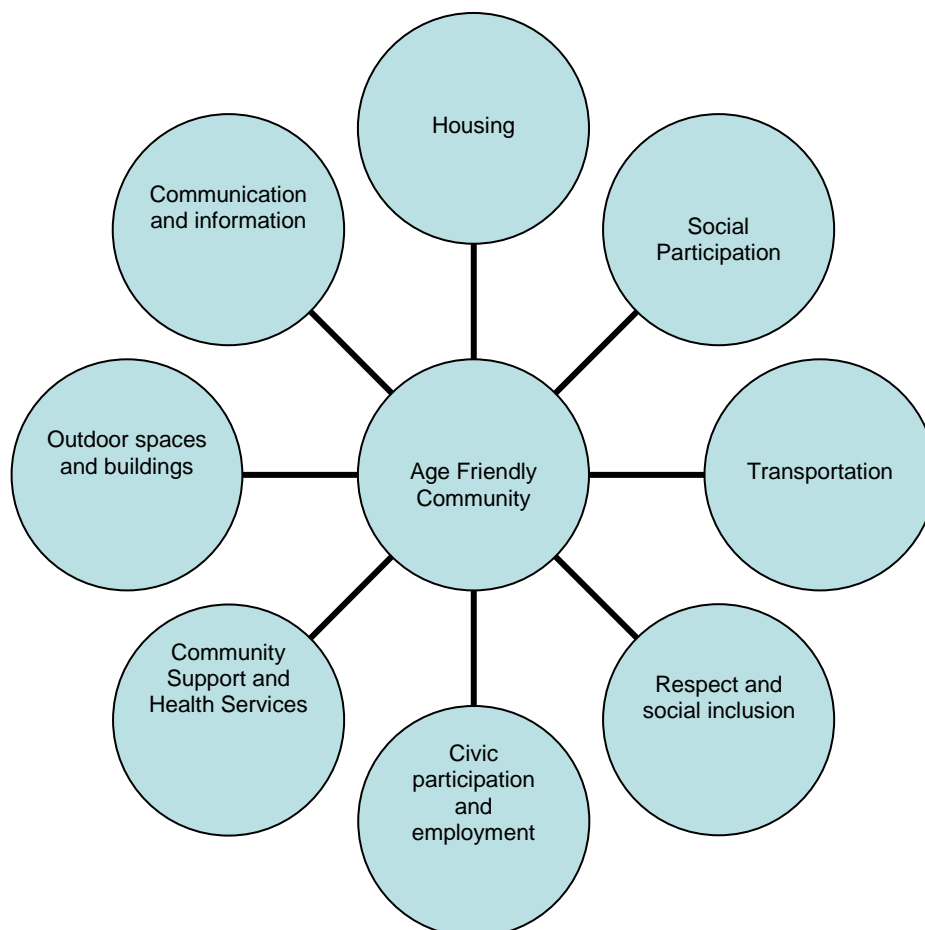 Housing
Communication
and information
Social
Participation
Outdoor spaces
and buildings
Age Friendly
Community
Transportation
Community
Support and
Health Services
Respect and
social inclusion
Civic
participation
and
employment